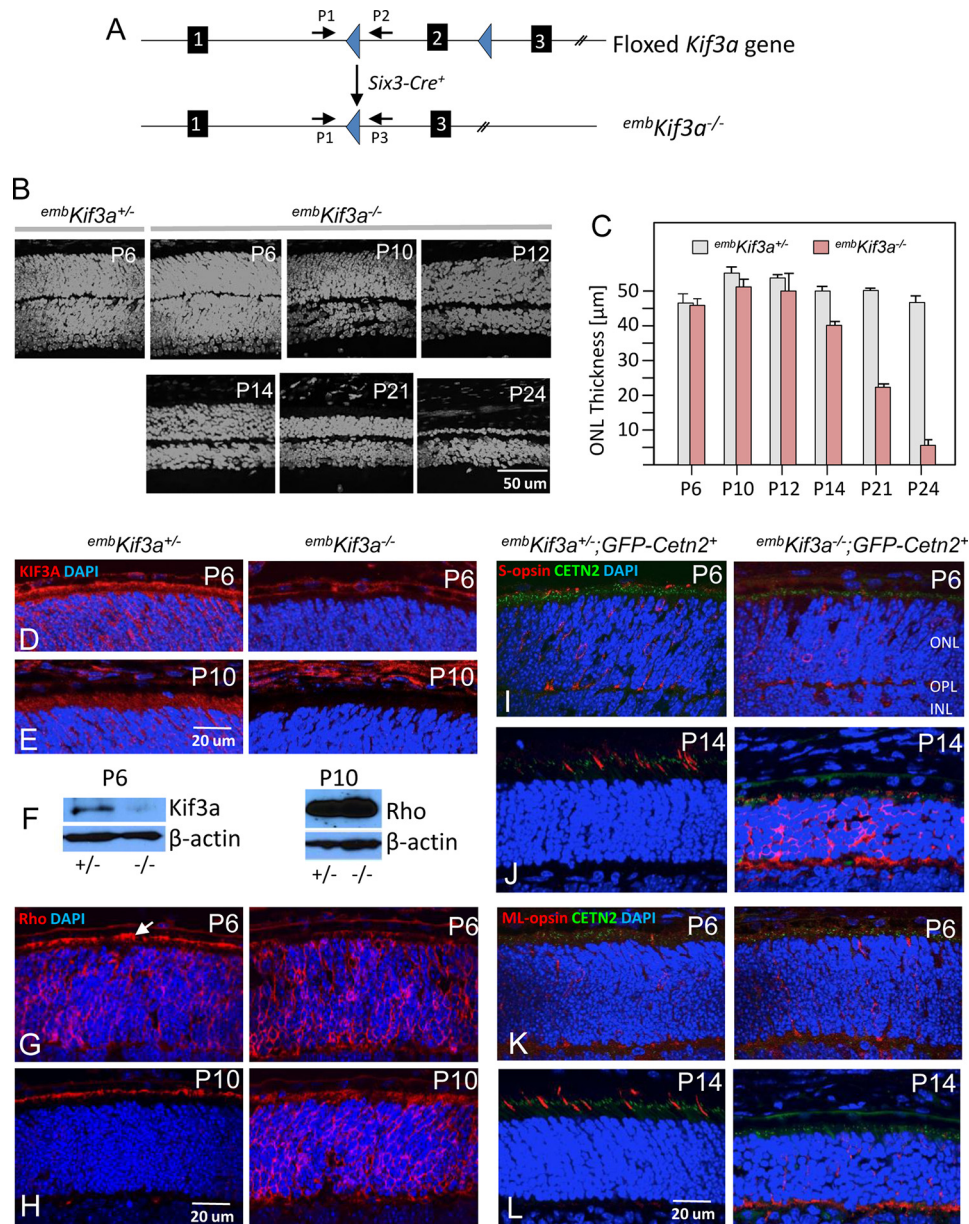 A
P1 P2
1 2 3
Floxed Kif3a gene
Six3-Cre+
1 3
P1 P3
embKif3a-/-
B
embKif3a+/- embKif3a-/-
P6 P6 P10 P12
P14 P21 P24
50 um
C
embKif3a+/- embKif3a-/-
ONL Thickness [µm]
50
40
30
20
10
P6 P10 P12 P14 P21 P24
embKif3a+/- embKif3a-/-
KIF3A DAPI P6 P6
D
P10 P10
E 20 um
F
P6 P10
Kif3a Rho
β-actin β-actin
+/- -/- +/- -/-
Rho DAPI P6 P6
G
P10 P10
H 20 um
embKif3a+/-;GFP-Cetn2+ embKif3a-/-;GFP-Cetn2+
S-opsin CETN2 DAPI P6 P6
ONL
OPL
I INL
P14 P14
J
ML-opsin CETN2 DAPI P6 P6
K
P14 P14
L 20 um